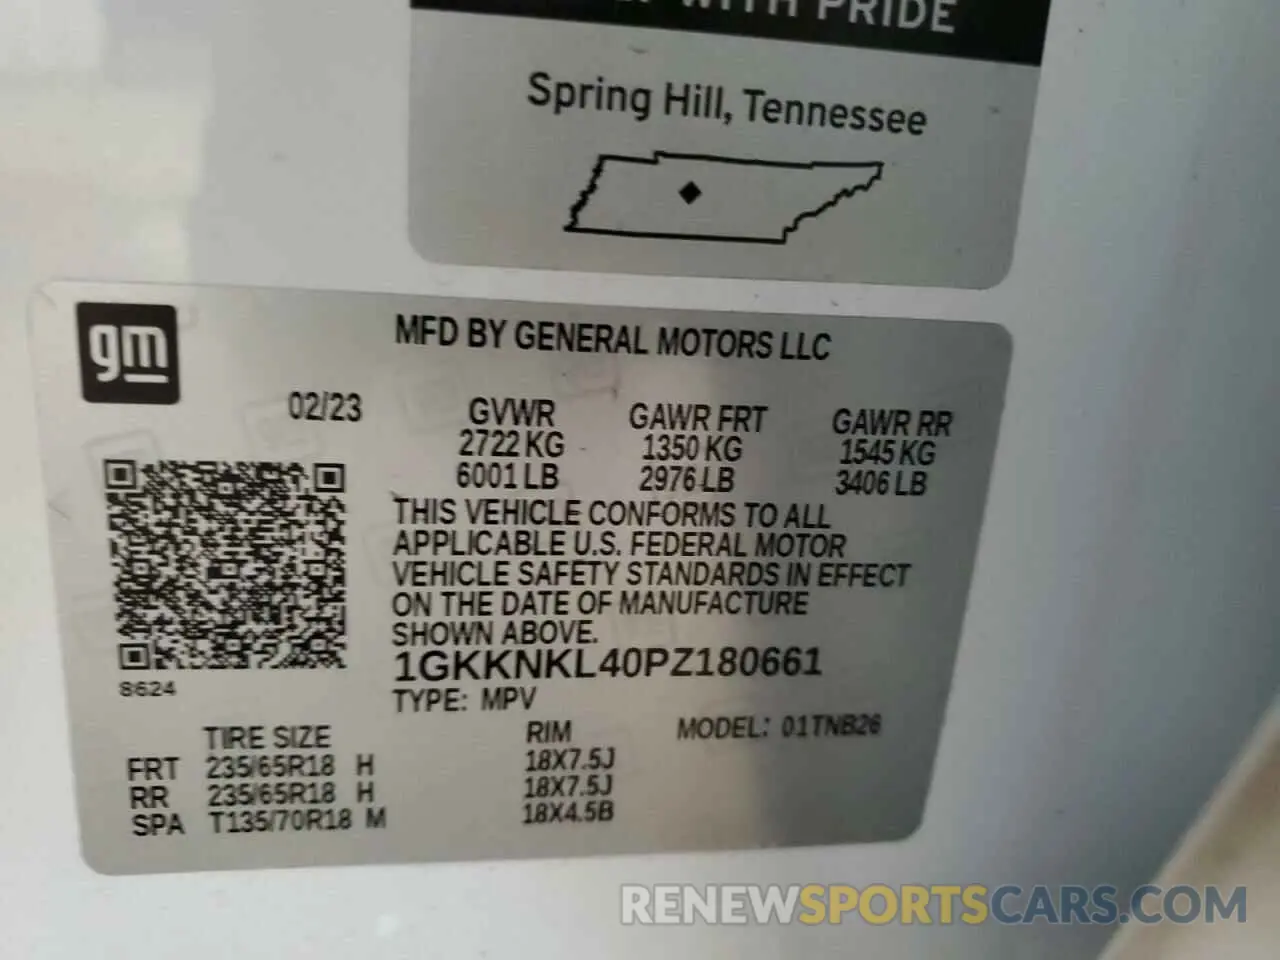 WITH PRIDE
Spring Hill, Tennessee
gm
MFD BY GENERAL MOTORS LLC
02/23
GVWR GAWR FRT GAWR RR
2722 KG 1350 KG 1545 KG
6001 LB 2976 LB 3406 LB
THIS VEHICLE CONFORMS TO ALL
APPLICABLE U.S. FEDERAL MOTOR
VEHICLE SAFETY STANDARDS IN EFFECT
ON THE DATE OF MANUFACTURE
SHOWN ABOVE.
1GKKNKL40PZ180661
8624
TYPE: MPV
TIRE SIZE RIM MODEL: 01TNB26
FRT 235/65R18 H 18X7.5J
RR 235/65R18 H 18X7.5J
SPA T135/70R18 M 18X4.5B
RENEWSPORTSCARS.COM